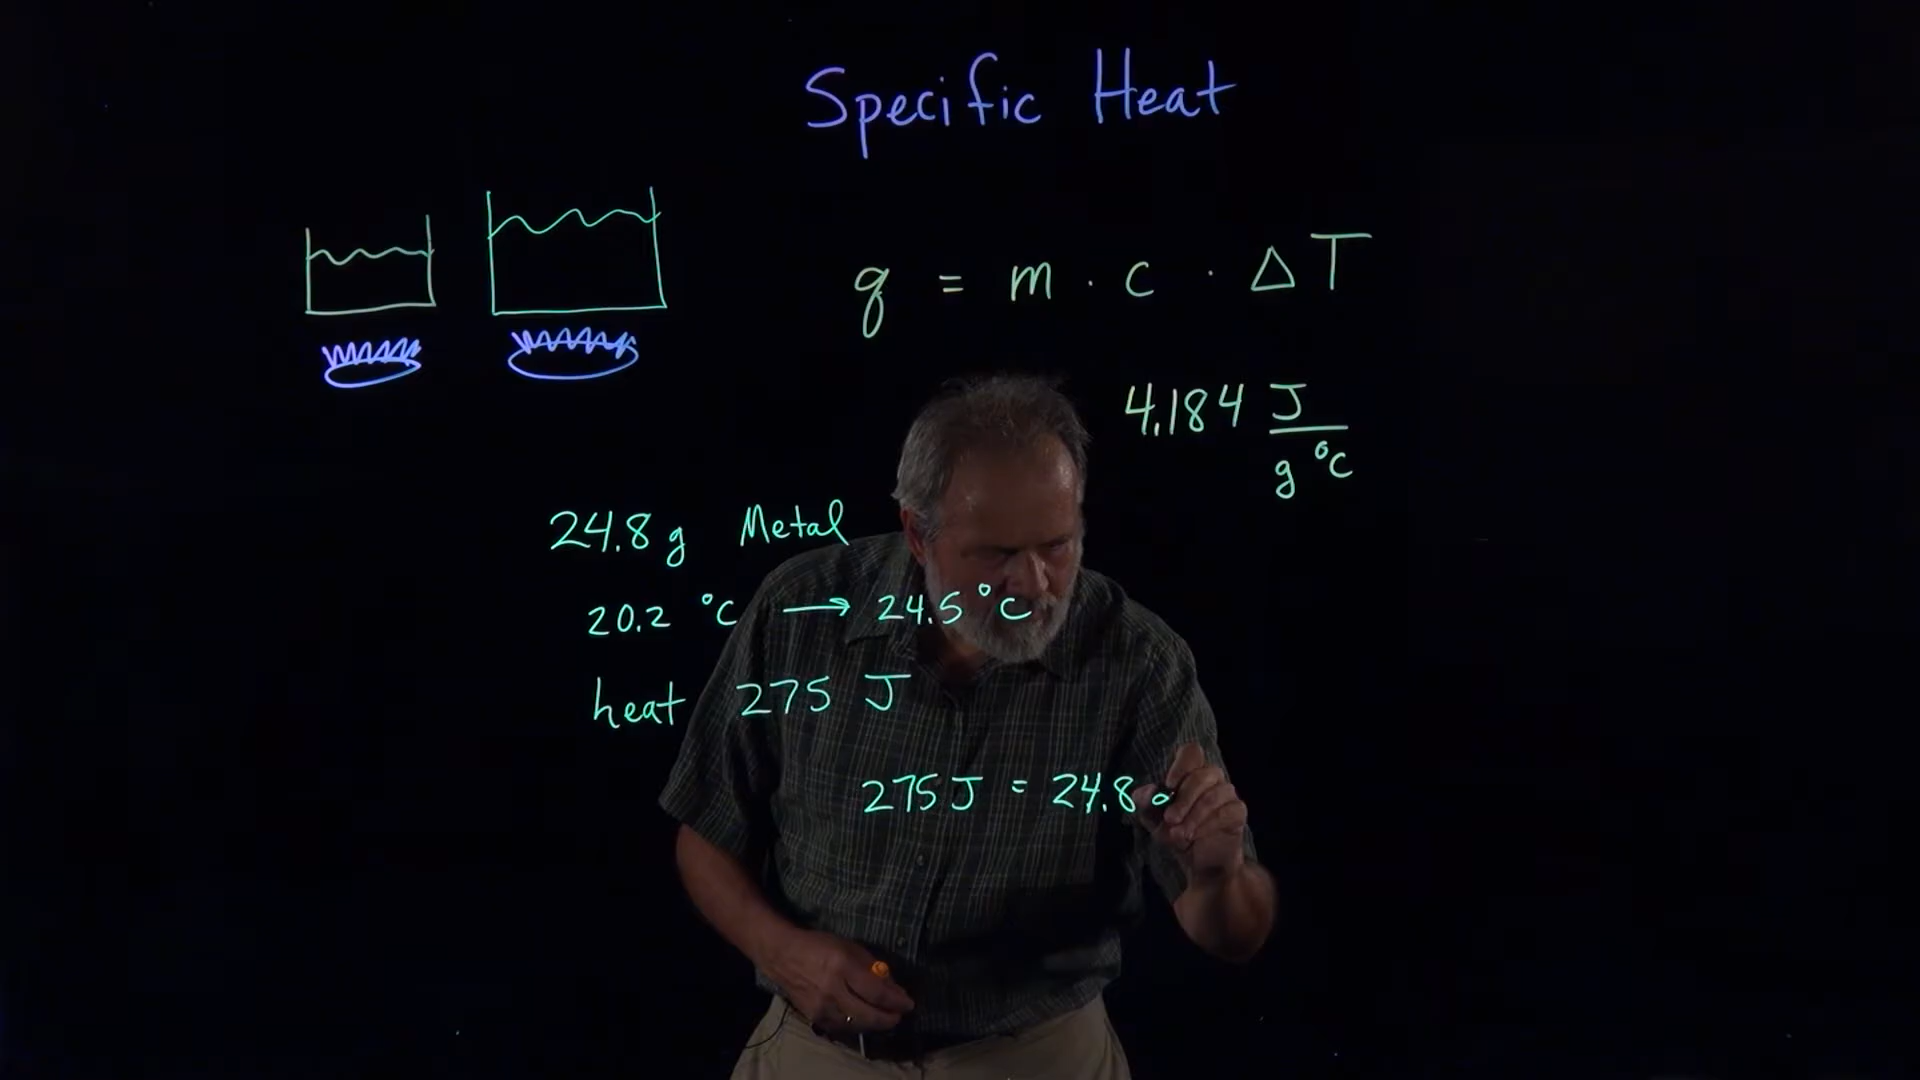 Specific Heat
q = m · c · ΔT
4.184 J
g °C
24.8 g Metal
20.2 °C → 24.5 °C
heat 275 J
275 J = 24.8